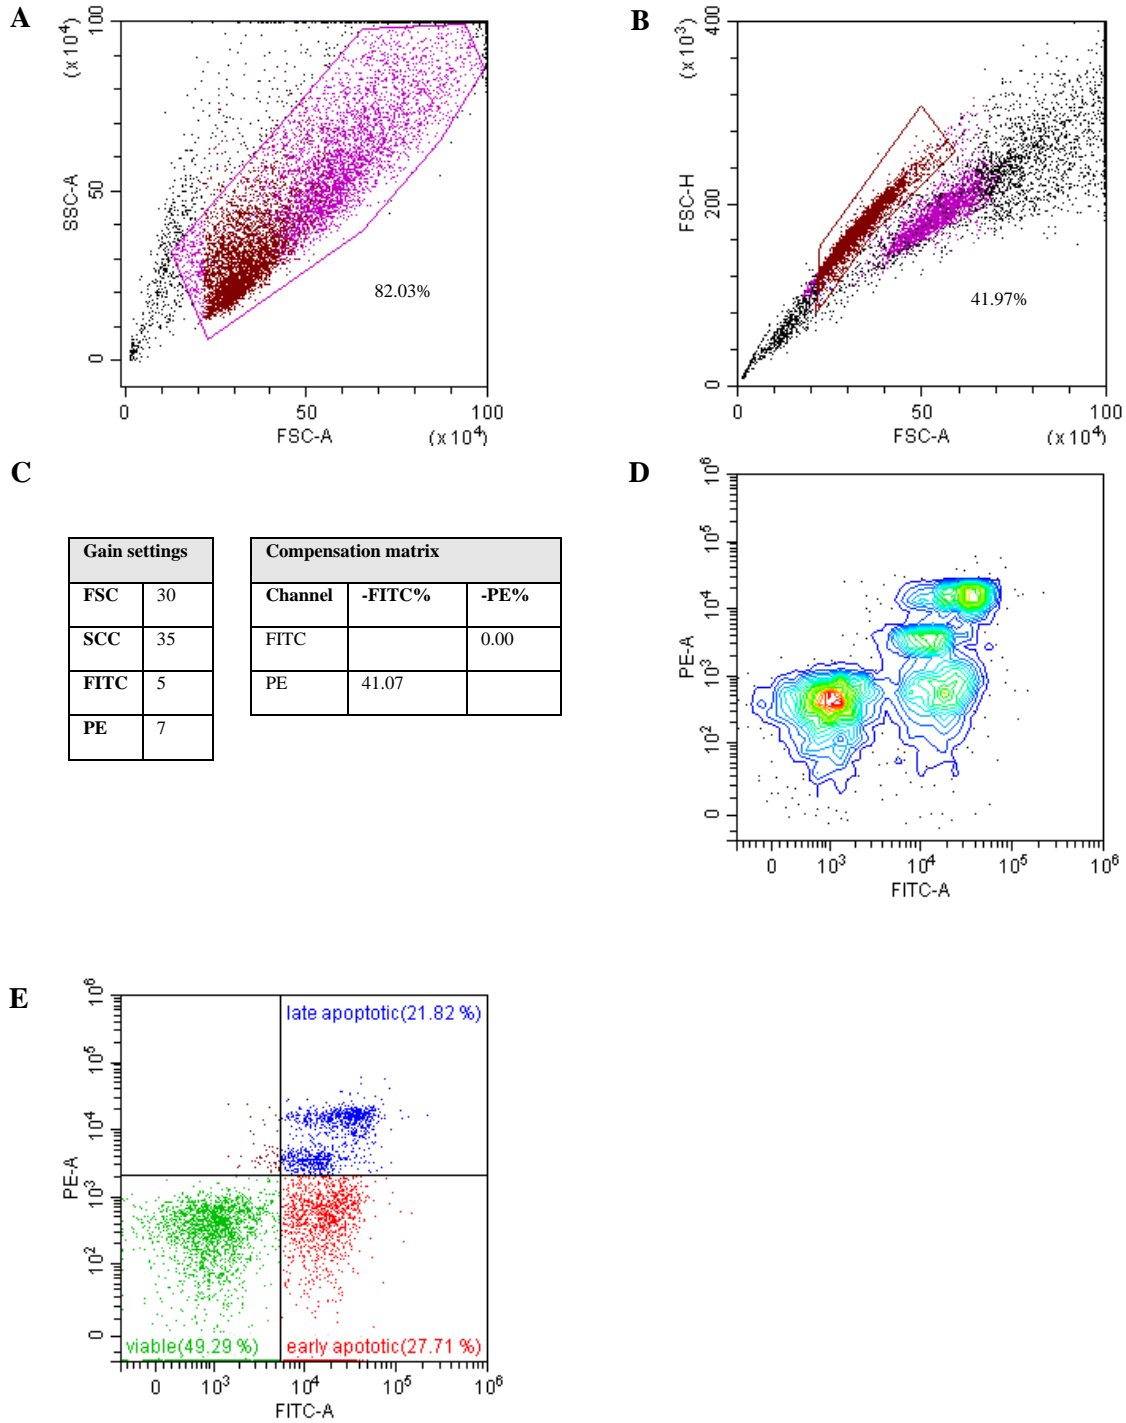 A
(x 10⁴)
100
50
0
SSC-A
82.03%
0 50 100
FSC-A (x 10⁴)
B
(x 10³)
400
200
0
FSC-H
41.97%
0 50 100
FSC-A (x 10⁴)
C
Gain settings
FSC 30
SCC 35
FITC 5
PE 7
Compensation matrix
Channel -FITC% -PE%
FITC 0.00
PE 41.07
D
10⁶
10⁵
10⁴
10³
10²
0
PE-A
0 10³ 10⁴ 10⁵ 10⁶
FITC-A
E
10⁶
10⁵
10⁴
10³
10²
0
PE-A
late apoptotic(21.82 %)
viable(49.29 %)
early apototic(27.71 %)
0 10³ 10⁴ 10⁵ 10⁶
FITC-A